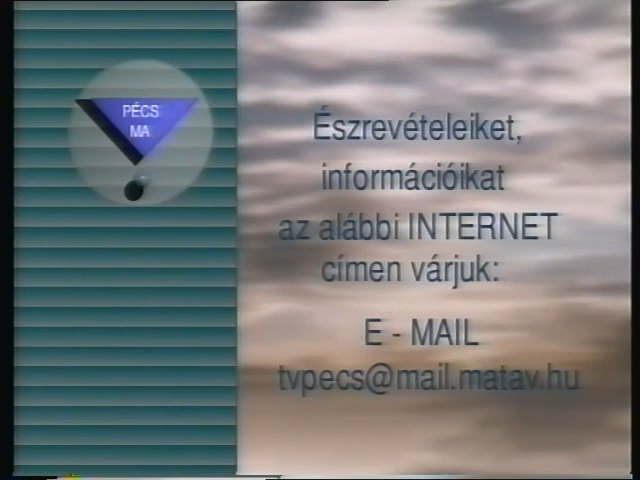 PÉCS
MA
Észrevételeiket,
információikat
az alábbi INTERNET
címen várjuk:
E - MAIL
tvpecs@mail.matav.hu